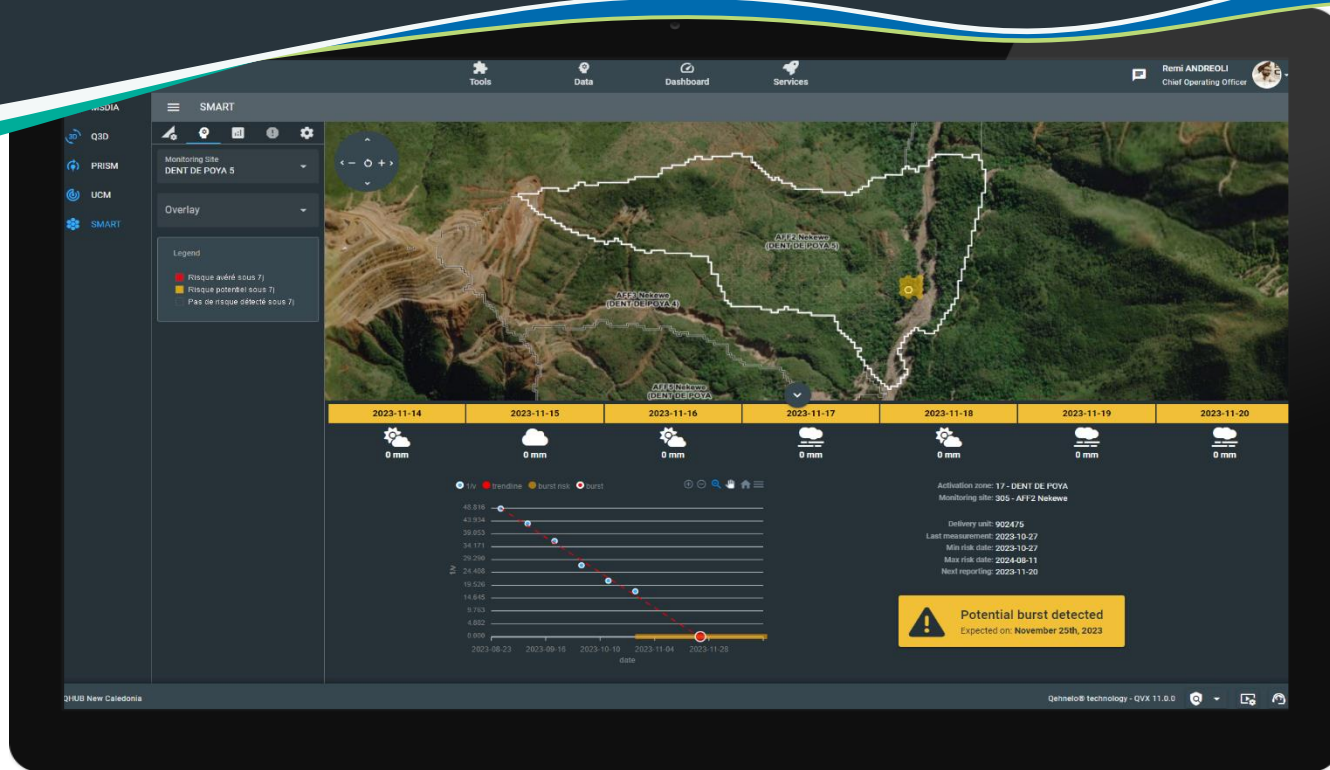 Tools
Data
Dashboard
Services
Remi ANDREOLI
Chief Operating Officer
MSDIA
SMART
Q3D
PRISM
UCM
SMART
Monitoring Site
DENT DE POYA 5
Overlay
Legend
Risque avéré sous 7j
Risque potentiel sous 7j
Pas de risque détecté sous 7j
AFF2 Nekewe
(DENT DE POYA 5)
AFF3 Nekewe
(DENT DE POYA 4)
AFF5 Nekewe
(DENT DE POYA
2023-11-14
2023-11-15
2023-11-16
2023-11-17
2023-11-18
2023-11-19
2023-11-20
0 mm
0 mm
0 mm
0 mm
0 mm
0 mm
0 mm
1/v
trendline
burst risk
burst
48.816
43.934
39.053
34.171
29.290
24.408
19.526
14.645
9.763
4.882
0.000
1/v
2023-08-23
2023-09-16
2023-10-10
2023-11-04
2023-11-28
date
Activation zone: 17 - DENT DE POYA
Monitoring site: 305 - AFF2 Nekewe
Delivery unit: 902475
Last measurement: 2023-10-27
Min risk date: 2023-10-27
Max risk date: 2024-08-11
Next reporting: 2023-11-20
Potential burst detected
Expected on: November 25th, 2023
QHUB New Caledonia
Qehnelo® technology - QVX 11.0.0